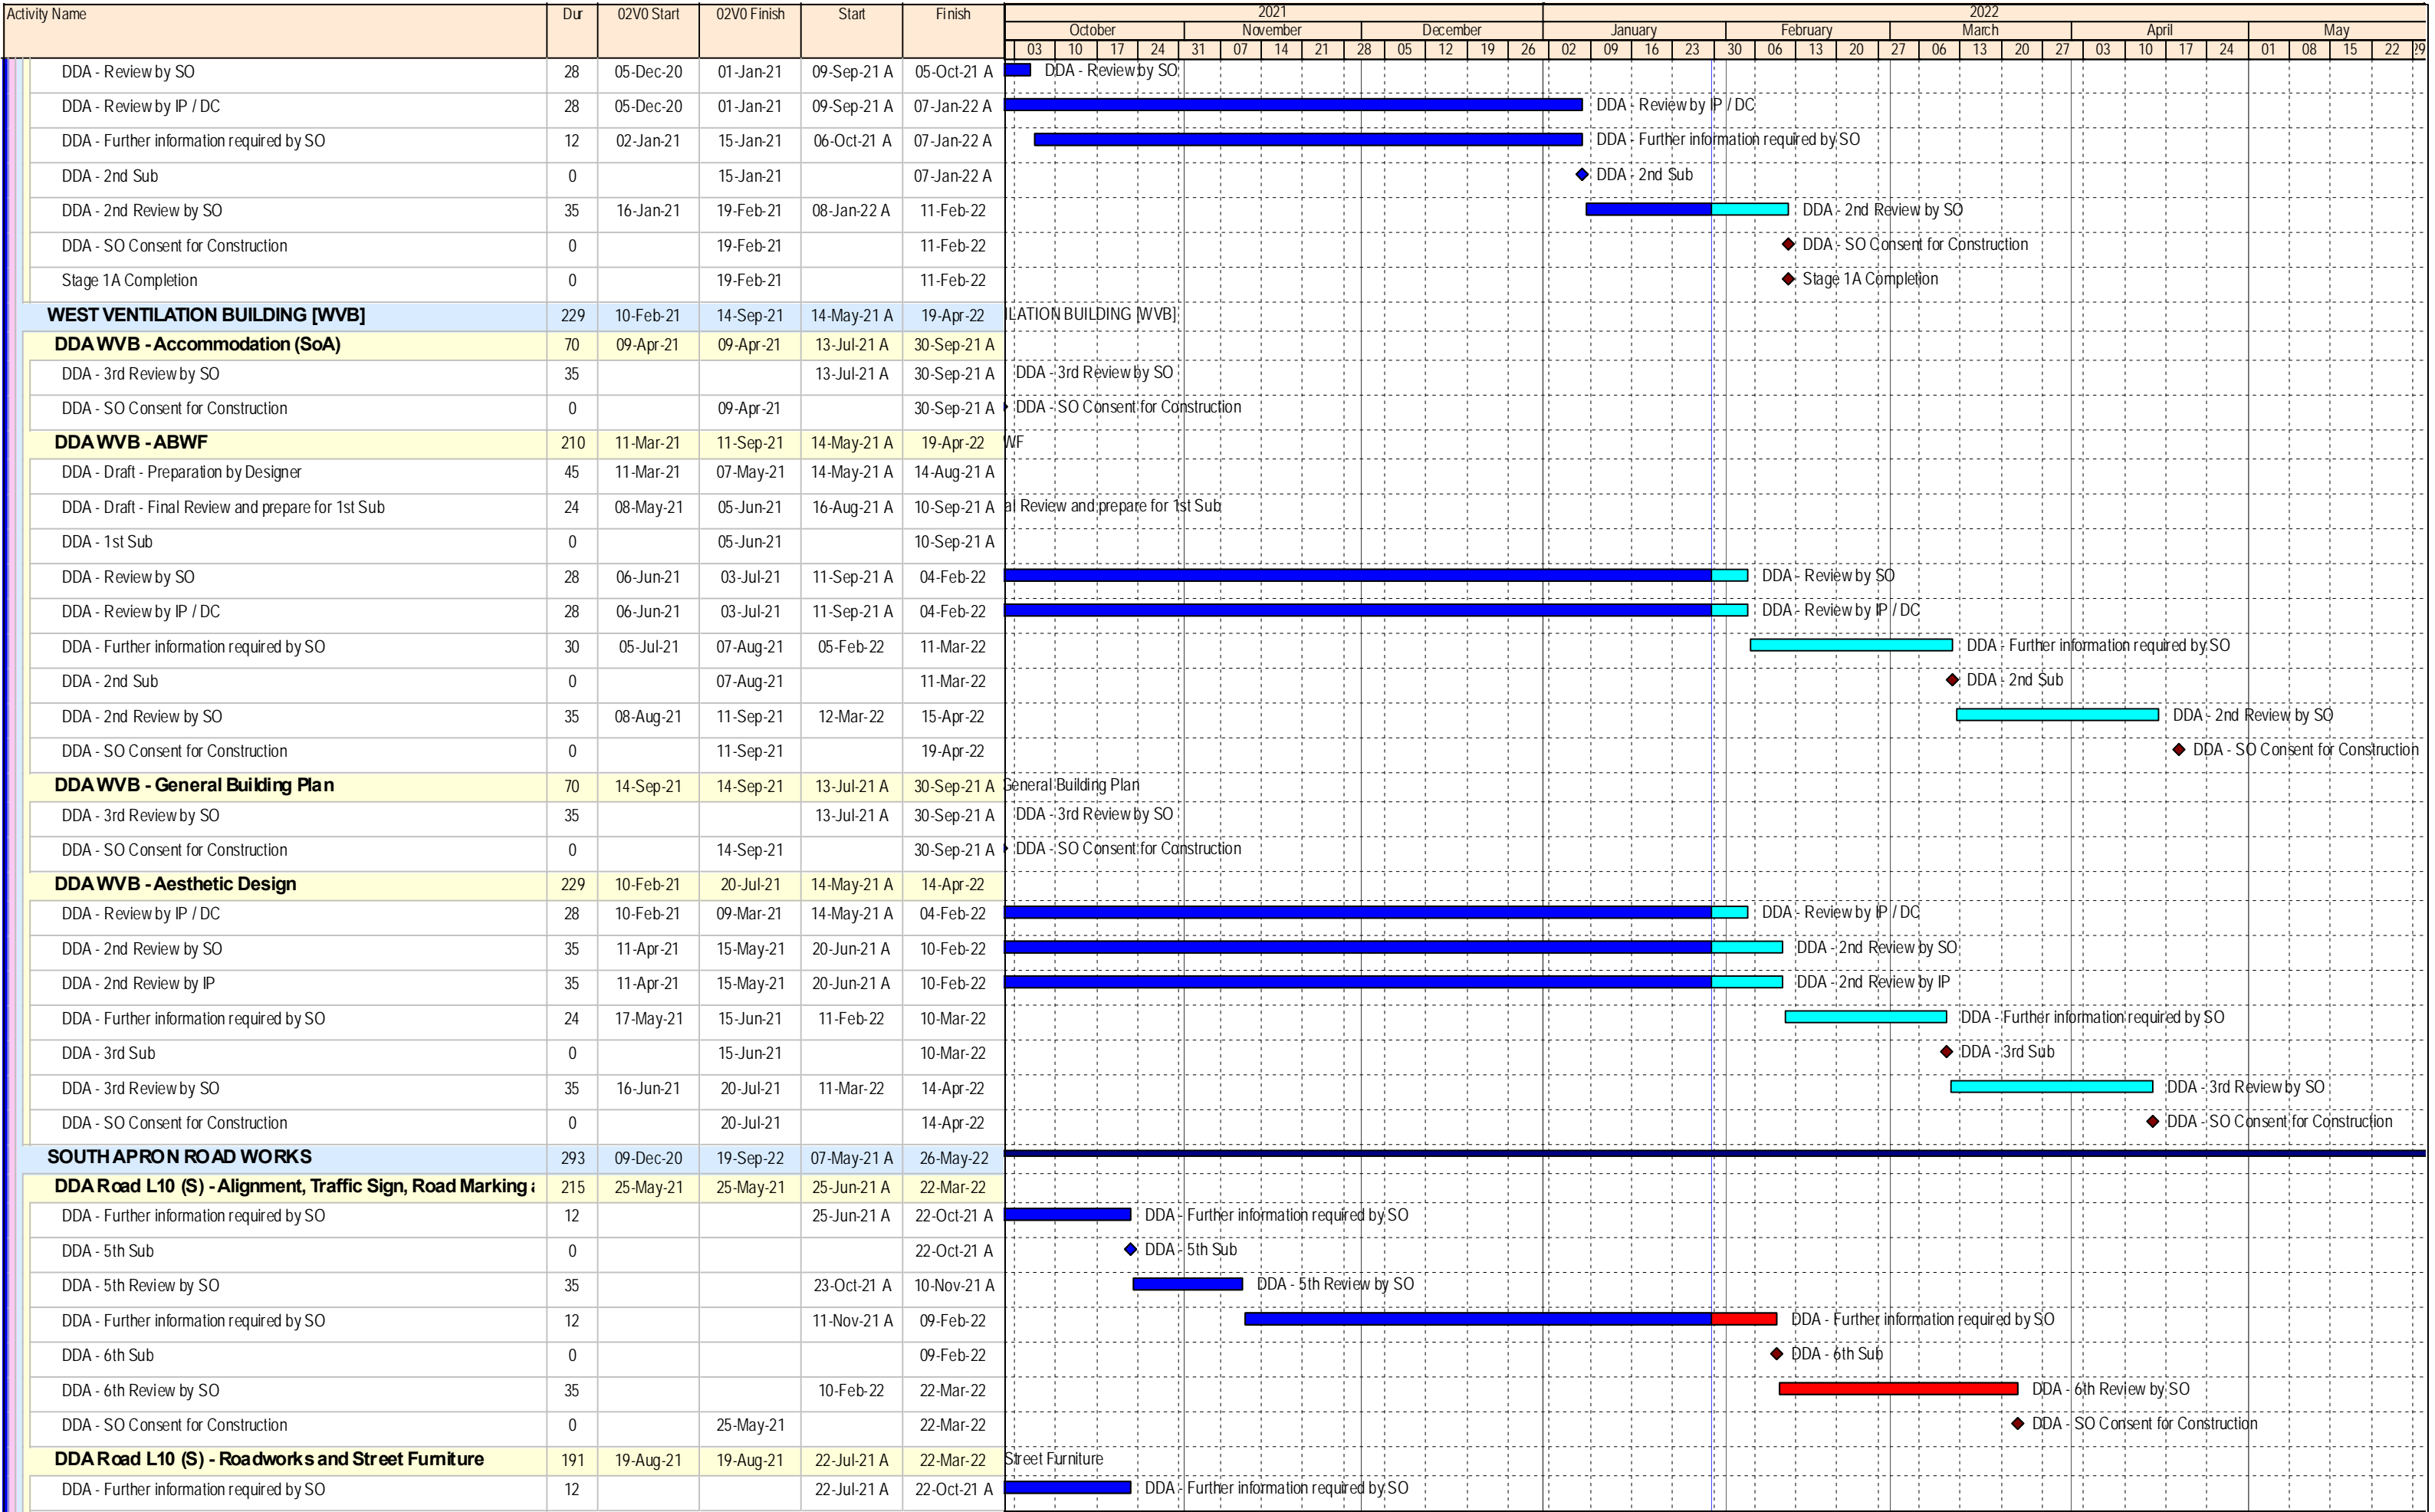 Activity Name Dur 02V0 Start 02V0 Finish Start Finish 2021 2022
October November December January February March April May
03 10 17 24 31 07 14 21 28 05 12 19 26 02 09 16 23 30 06 13 20 27 06 13 20 27 03 10 17 24 01 08 15 22 29
DDA - Review by SO 28 05-Dec-20 01-Jan-21 09-Sep-21 A 05-Oct-21 A DDA - Review by SO
DDA - Review by IP / DC 28 05-Dec-20 01-Jan-21 09-Sep-21 A 07-Jan-22 A DDA - Review by IP / DC
DDA - Further information required by SO 12 02-Jan-21 15-Jan-21 06-Oct-21 A 07-Jan-22 A DDA - Further information required by SO
DDA - 2nd Sub 0 15-Jan-21 07-Jan-22 A DDA - 2nd Sub
DDA - 2nd Review by SO 35 16-Jan-21 19-Feb-21 08-Jan-22 A 11-Feb-22 DDA - 2nd Review by SO
DDA - SO Consent for Construction 0 19-Feb-21 11-Feb-22 DDA - SO Consent for Construction
Stage 1A Completion 0 19-Feb-21 11-Feb-22 Stage 1A Completion
WEST VENTILATION BUILDING [WVB] 229 10-Feb-21 14-Sep-21 14-May-21 A 19-Apr-22 ILATION BUILDING [WVB]
DDA WVB - Accommodation (SoA) 70 09-Apr-21 09-Apr-21 13-Jul-21 A 30-Sep-21 A
DDA - 3rd Review by SO 35 13-Jul-21 A 30-Sep-21 A DDA - 3rd Review by SO
DDA - SO Consent for Construction 0 09-Apr-21 30-Sep-21 A DDA - SO Consent for Construction
DDA WVB - ABWF 210 11-Mar-21 11-Sep-21 14-May-21 A 19-Apr-22 WF
DDA - Draft - Preparation by Designer 45 11-Mar-21 07-May-21 14-May-21 A 14-Aug-21 A
DDA - Draft - Final Review and prepare for 1st Sub 24 08-May-21 05-Jun-21 16-Aug-21 A 10-Sep-21 A al Review and prepare for 1st Sub
DDA - 1st Sub 0 05-Jun-21 10-Sep-21 A
DDA - Review by SO 28 06-Jun-21 03-Jul-21 11-Sep-21 A 04-Feb-22 DDA - Review by SO
DDA - Review by IP / DC 28 06-Jun-21 03-Jul-21 11-Sep-21 A 04-Feb-22 DDA - Review by IP / DC
DDA - Further information required by SO 30 05-Jul-21 07-Aug-21 05-Feb-22 11-Mar-22 DDA - Further information required by SO
DDA - 2nd Sub 0 07-Aug-21 11-Mar-22 DDA - 2nd Sub
DDA - 2nd Review by SO 35 08-Aug-21 11-Sep-21 12-Mar-22 15-Apr-22 DDA - 2nd Review by SO
DDA - SO Consent for Construction 0 11-Sep-21 19-Apr-22 DDA - SO Consent for Construction
DDA WVB - General Building Plan 70 14-Sep-21 14-Sep-21 13-Jul-21 A 30-Sep-21 A General Building Plan
DDA - 3rd Review by SO 35 13-Jul-21 A 30-Sep-21 A DDA - 3rd Review by SO
DDA - SO Consent for Construction 0 14-Sep-21 30-Sep-21 A DDA - SO Consent for Construction
DDA WVB - Aesthetic Design 229 10-Feb-21 20-Jul-21 14-May-21 A 14-Apr-22
DDA - Review by IP / DC 28 10-Feb-21 09-Mar-21 14-May-21 A 04-Feb-22 DDA - Review by IP / DC
DDA - 2nd Review by SO 35 11-Apr-21 15-May-21 20-Jun-21 A 10-Feb-22 DDA - 2nd Review by SO
DDA - 2nd Review by IP 35 11-Apr-21 15-May-21 20-Jun-21 A 10-Feb-22 DDA - 2nd Review by IP
DDA - Further information required by SO 24 17-May-21 15-Jun-21 11-Feb-22 10-Mar-22 DDA - Further information required by SO
DDA - 3rd Sub 0 15-Jun-21 10-Mar-22 DDA - 3rd Sub
DDA - 3rd Review by SO 35 16-Jun-21 20-Jul-21 11-Mar-22 14-Apr-22 DDA - 3rd Review by SO
DDA - SO Consent for Construction 0 20-Jul-21 14-Apr-22 DDA - SO Consent for Construction
SOUTH APRON ROAD WORKS 293 09-Dec-20 19-Sep-22 07-May-21 A 26-May-22
DDA Road L10 (S) - Alignment, Traffic Sign, Road Marking 215 25-May-21 25-May-21 25-Jun-21 A 22-Mar-22
DDA - Further information required by SO 12 25-Jun-21 A 22-Oct-21 A DDA - Further information required by SO
DDA - 5th Sub 0 22-Oct-21 A DDA - 5th Sub
DDA - 5th Review by SO 35 23-Oct-21 A 10-Nov-21 A DDA - 5th Review by SO
DDA - Further information required by SO 12 11-Nov-21 A 09-Feb-22 DDA - Further information required by SO
DDA - 6th Sub 0 09-Feb-22 DDA - 6th Sub
DDA - 6th Review by SO 35 10-Feb-22 22-Mar-22 DDA - 6th Review by SO
DDA - SO Consent for Construction 0 25-May-21 22-Mar-22 DDA - SO Consent for Construction
DDA Road L10 (S) - Roadworks and Street Furniture 191 19-Aug-21 19-Aug-21 22-Jul-21 A 22-Mar-22 Street Furniture
DDA - Further information required by SO 12 22-Jul-21 A 22-Oct-21 A DDA - Further information required by SO